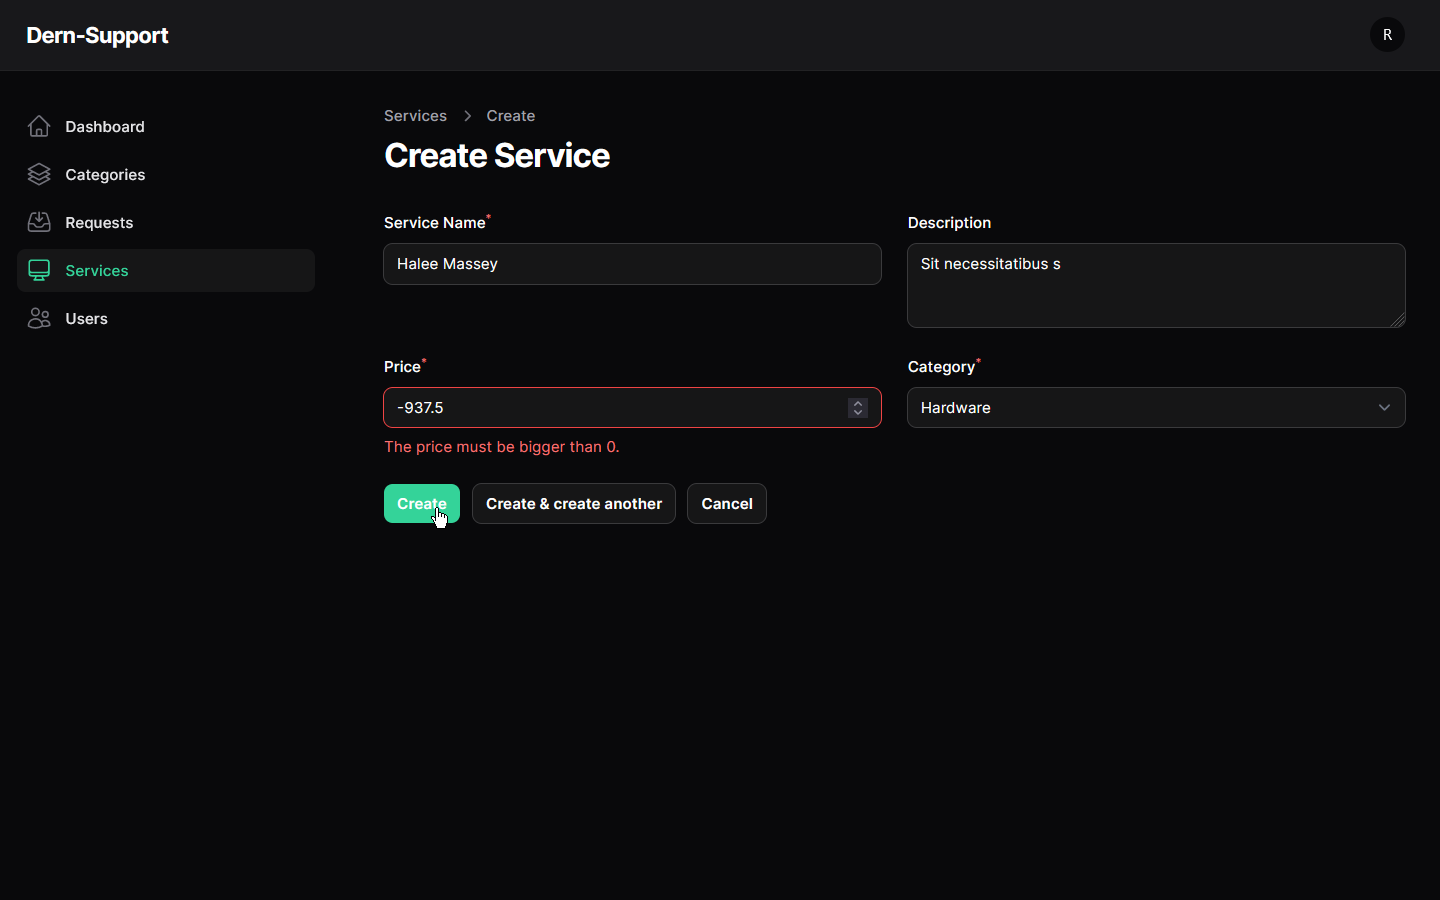 Dern-Support
R
Dashboard
Categories
Requests
Services
Users
Services > Create
Create Service
Service Name*
Halee Massey
Description
Sit necessitatibus s
Price*
-937.5
The price must be bigger than 0.
Category*
Hardware
Create
Create & create another
Cancel